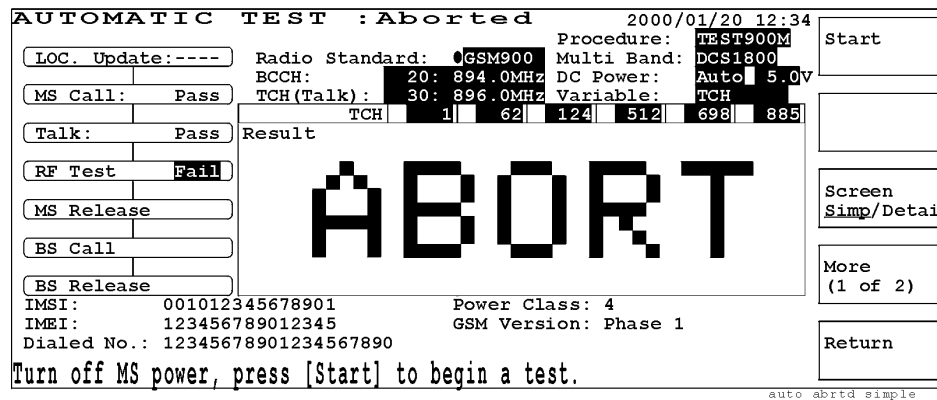 AUTOMATIC TEST :Aborted 2000/01/20 12:34
Procedure: TEST900M
LOC. Update:---- Radio Standard: GSM900 Multi Band: DCS1800
BCCH: 20: 894.0MHz DC Power: Auto 5.0V
MS Call: Pass TCH(Talk): 30: 896.0MHz Variable: TCH
TCH 1 62 124 512 698 885
Talk: Pass Result
RF Test Fail
ABORT
MS Release
BS Call
BS Release
IMSI: 001012345678901 Power Class: 4
IMEI: 123456789012345 GSM Version: Phase 1
Dialed No.: 12345678901234567890
Turn off MS power, press [Start] to begin a test.
Start
Screen
Simp/Detai
More
(1 of 2)
Return
auto abrtd simple